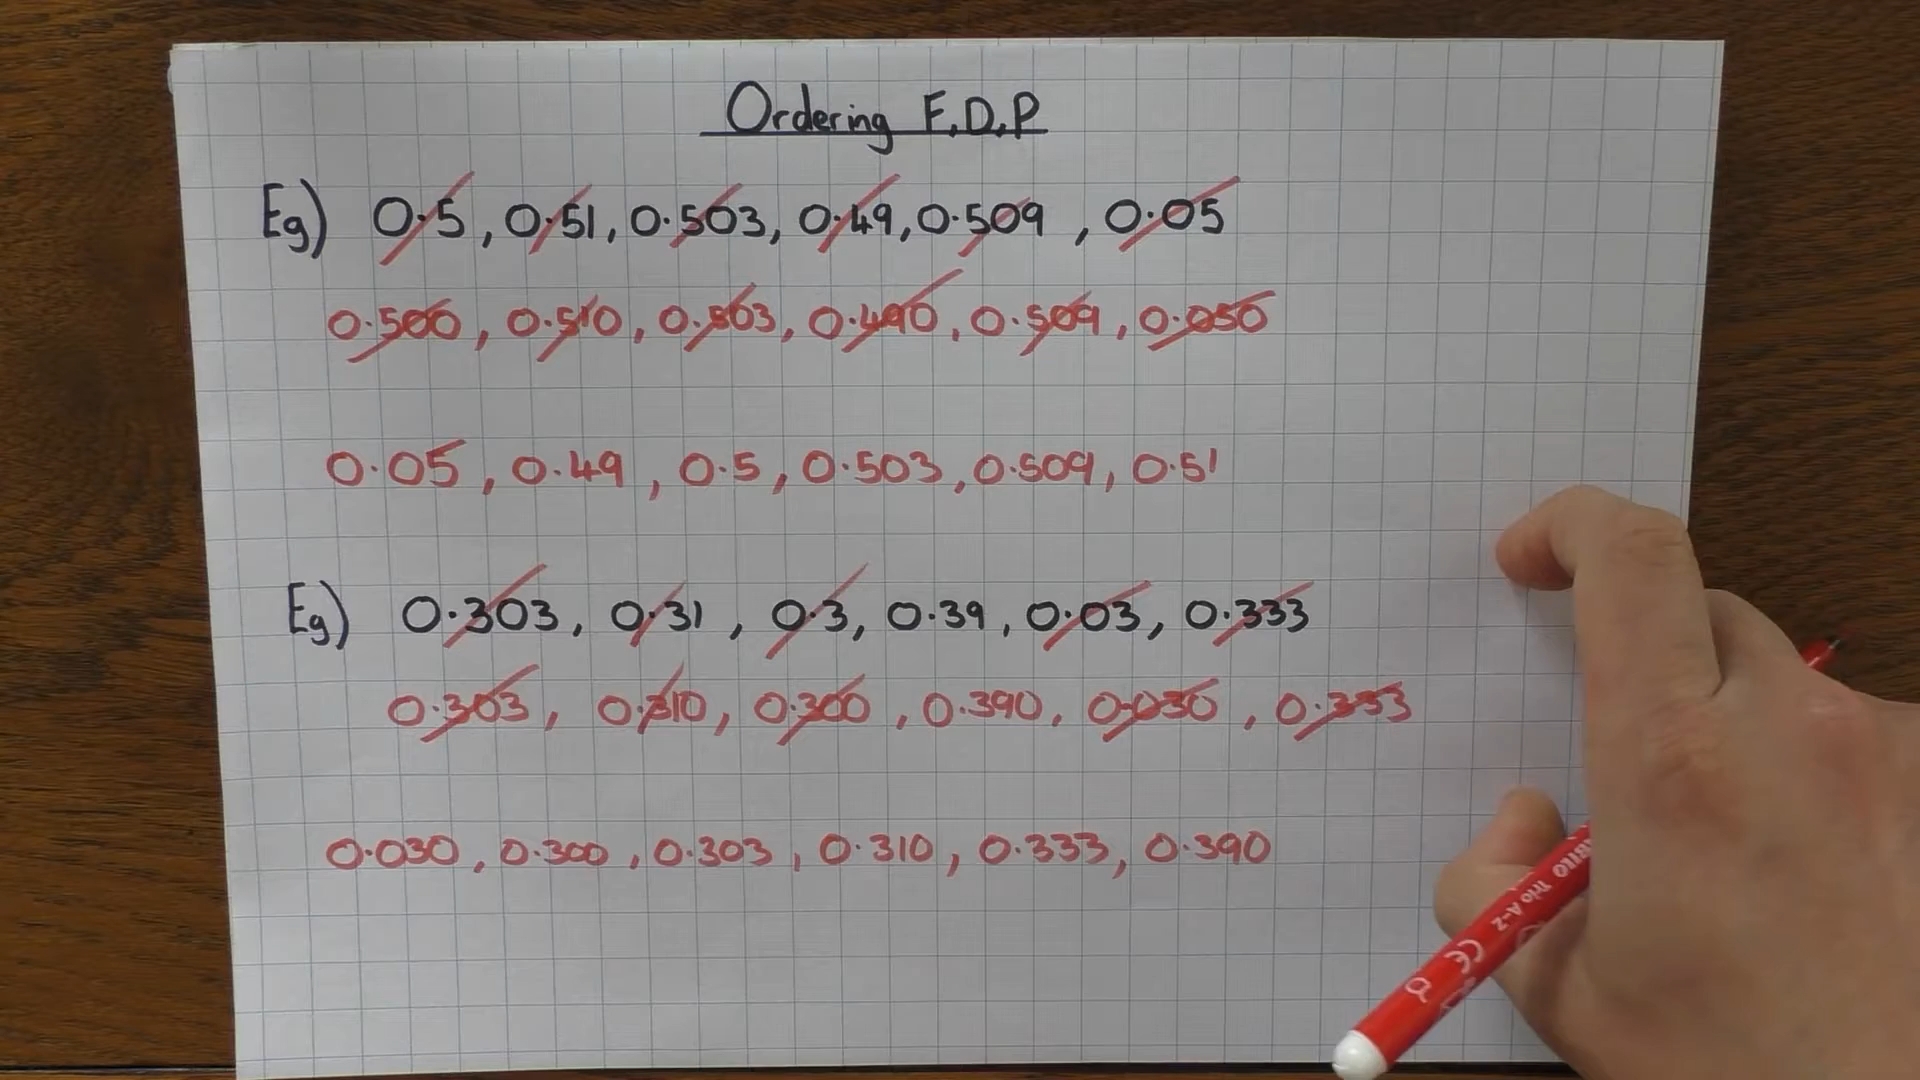 Ordering F.D.P
Eg) 0.5, 0.51, 0.503, 0.49, 0.509, 0.05
0.500, 0.510, 0.503, 0.490, 0.509, 0.050
0.05, 0.49, 0.5, 0.503, 0.509, 0.51
Eg) 0.303, 0.31, 0.3, 0.39, 0.03, 0.333
0.303, 0.310, 0.300, 0.390, 0.030, 0.333
0.030, 0.300, 0.303, 0.310, 0.333, 0.390
Trio A-Z
CE